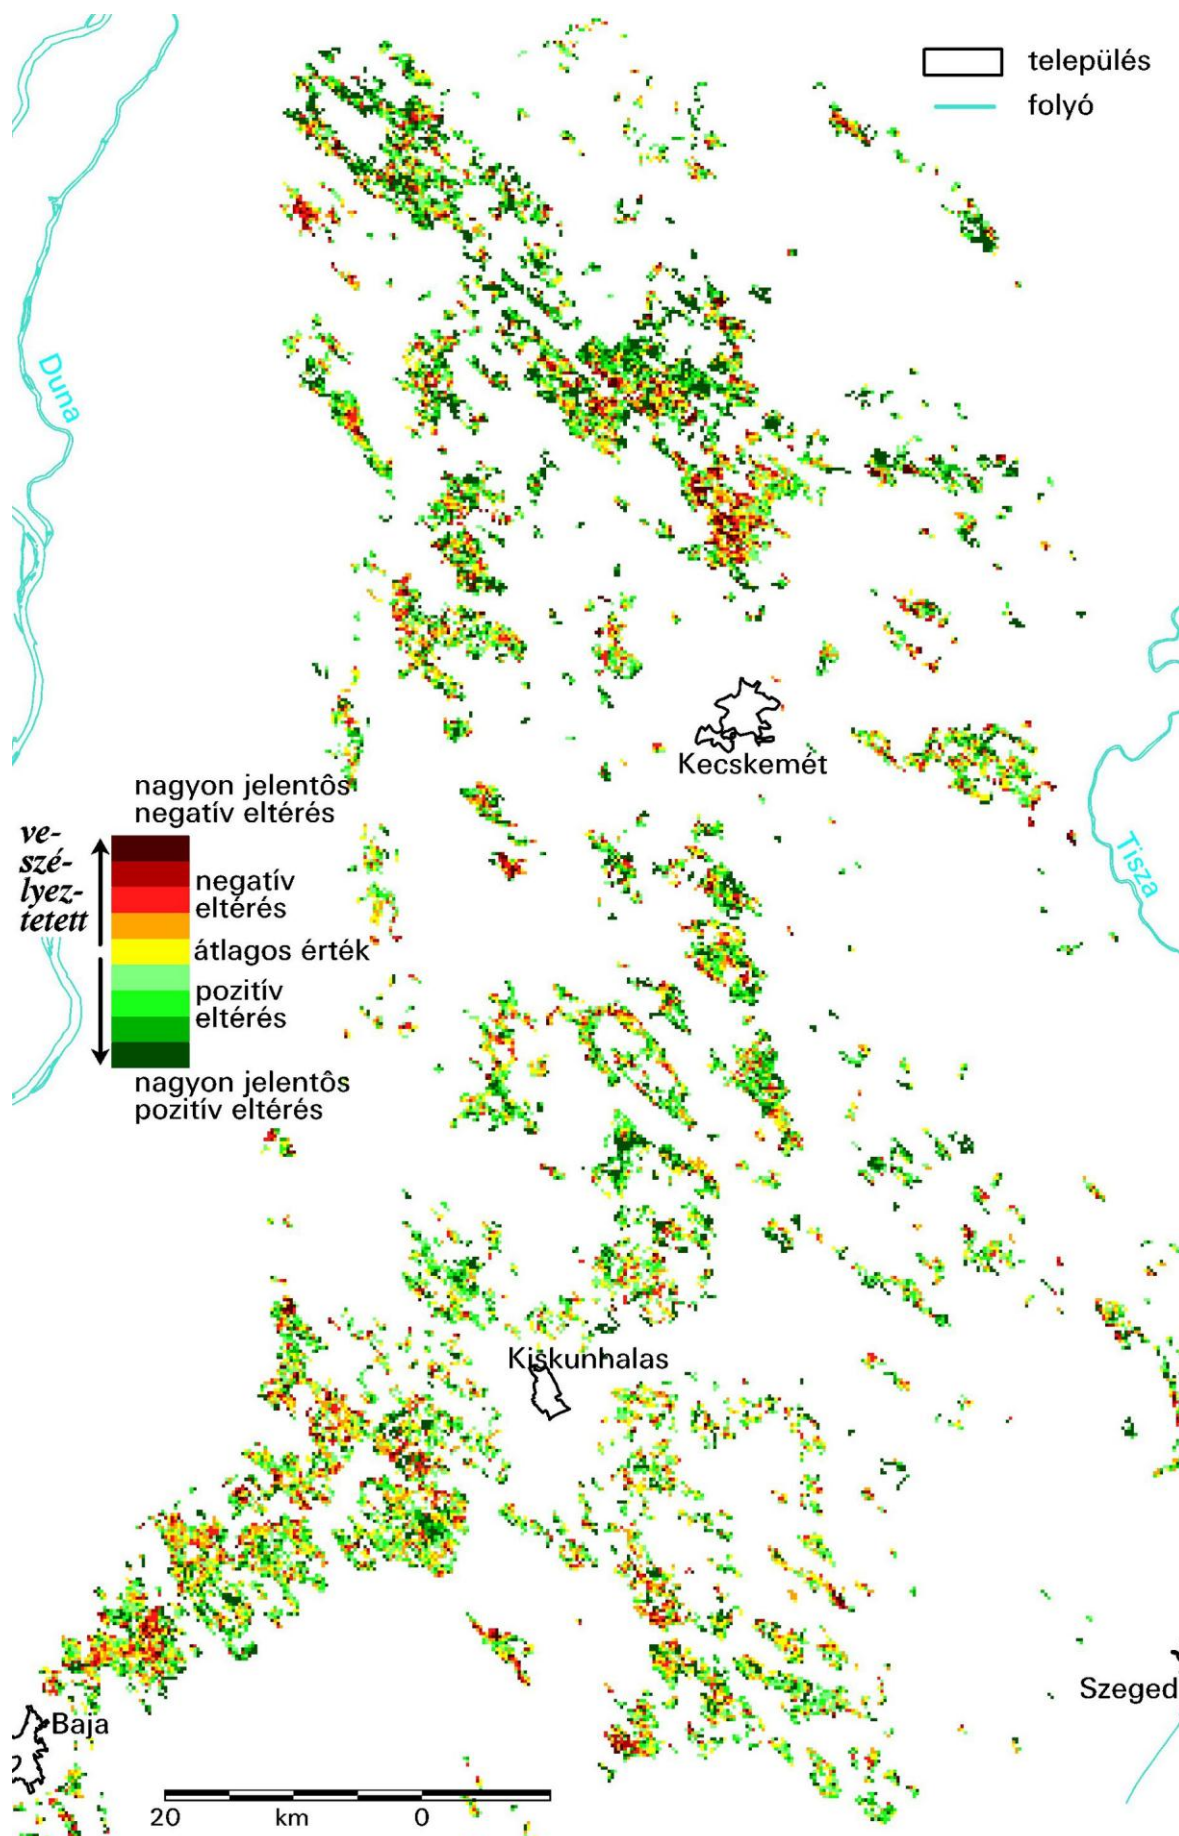 település
folyó
Duna
Kecskemét
Tisza
nagyon jelentôs
negatív eltérés
ve-
szé-
lyez-
tetett
negatív
eltérés
átlagos érték
pozitív
eltérés
nagyon jelentôs
pozitív eltérés
Kiskunhalas
Szeged
Baja
20 km 0